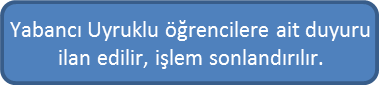 Yabancı Uyruklu öğrencilere ait duyuru
ilan edilir, işlem sonlandırılır.